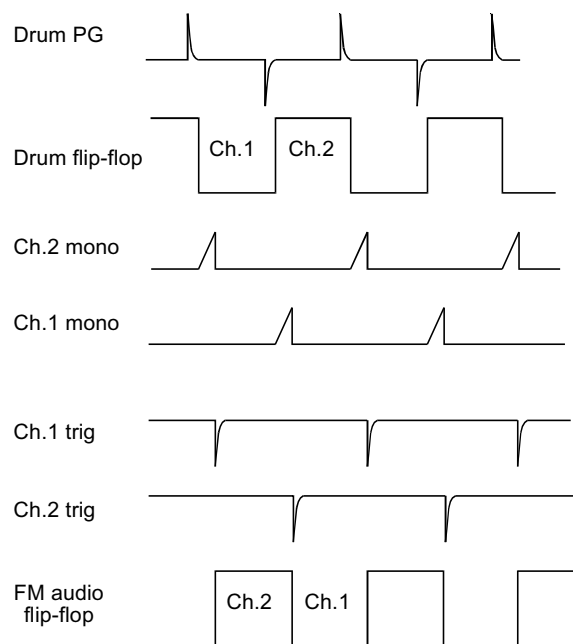 Drum PG
Drum flip-flop
Ch.1
Ch.2
Ch.2 mono
Ch.1 mono
Ch.1 trig
Ch.2 trig
FM audio
flip-flop
Ch.2
Ch.1